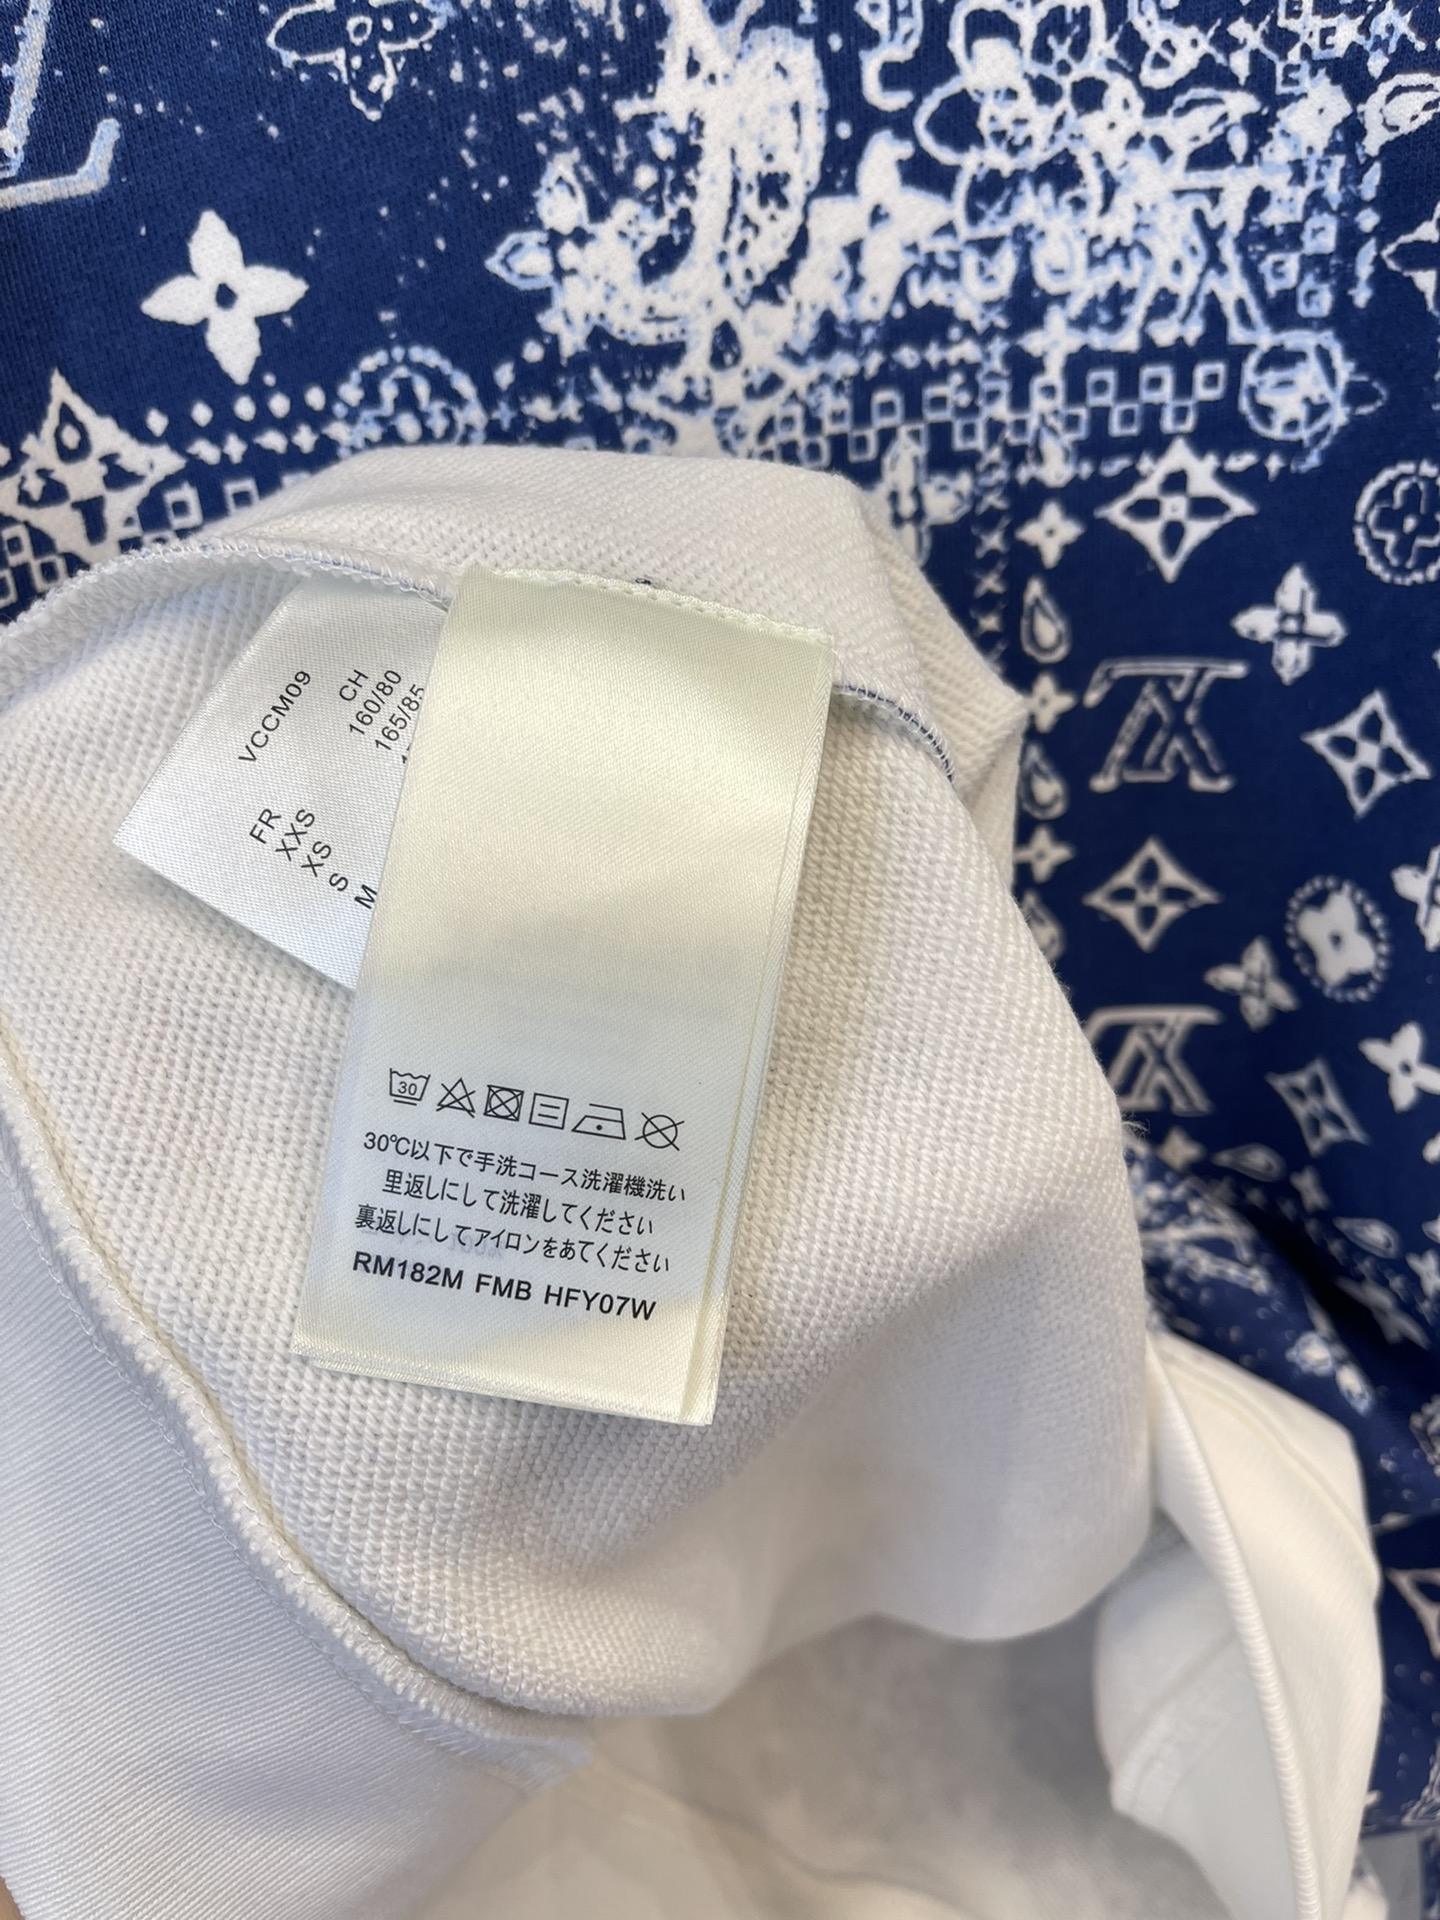 VCCM09
CH
160/80
165/85
FR
XXS
XS
S
M
30
30℃以下で手洗コース洗濯機洗い
里返しにして洗濯してください
裏返しにしてアイロンをあてください
RM182M FMB HFY07W